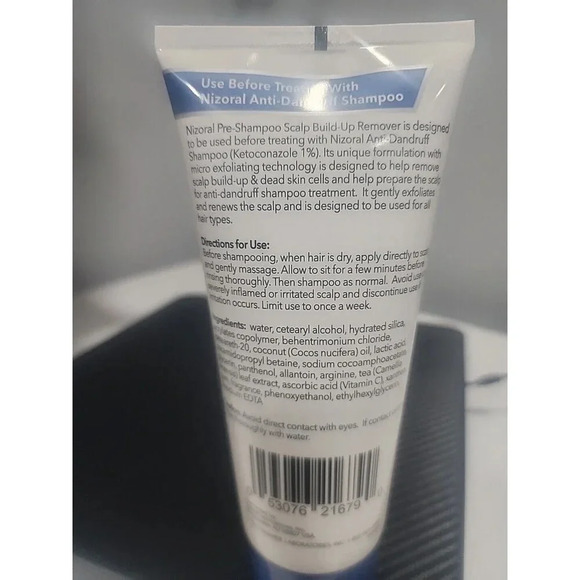 Use Before Treating With
Nizoral Anti-Dandruff Shampoo
Nizoral Pre-Shampoo Scalp Build-Up Remover is designed
to be used before treating with Nizoral Anti-Dandruff
Shampoo (Ketoconazole 1%). Its unique formulation with
micro exfoliating technology is designed to help remove
scalp build-up & dead skin cells and help prepare the scalp
for anti-dandruff shampoo treatment. It gently exfoliates
and renews the scalp and is designed to be used for all
hair types.
Directions for Use:
Before shampooing, when hair is dry, apply directly to scalp
and gently massage. Allow to sit for a few minutes before
rinsing thoroughly. Then shampoo as normal. Avoid use
severely inflamed or irritated scalp and discontinue use if
irritation occurs. Limit use to once a week.
Ingredients: water, cetearyl alcohol, hydrated silica,
copolymer, behentrimonium chloride,
20, coconut (Cocos nucifera) oil, lactic acid,
betaine, sodium cocoamphoacetate,
panthenol, allantoin, arginine, tea (Camellia
leaf extract, ascorbic acid (Vitamin C),
fragrance, phenoxyethanol, ethylhexylglycerin,
EDTA
Avoid direct contact with eyes. If contact
thoroughly with water.
63076 21679